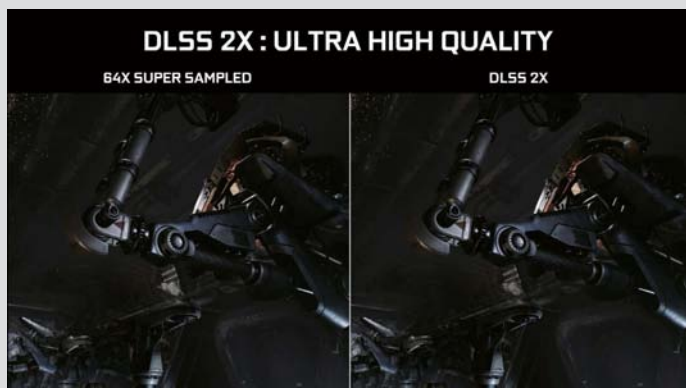 DLSS 2X : ULTRA HIGH QUALITY
64X SUPER SAMPLED
DLSS 2X